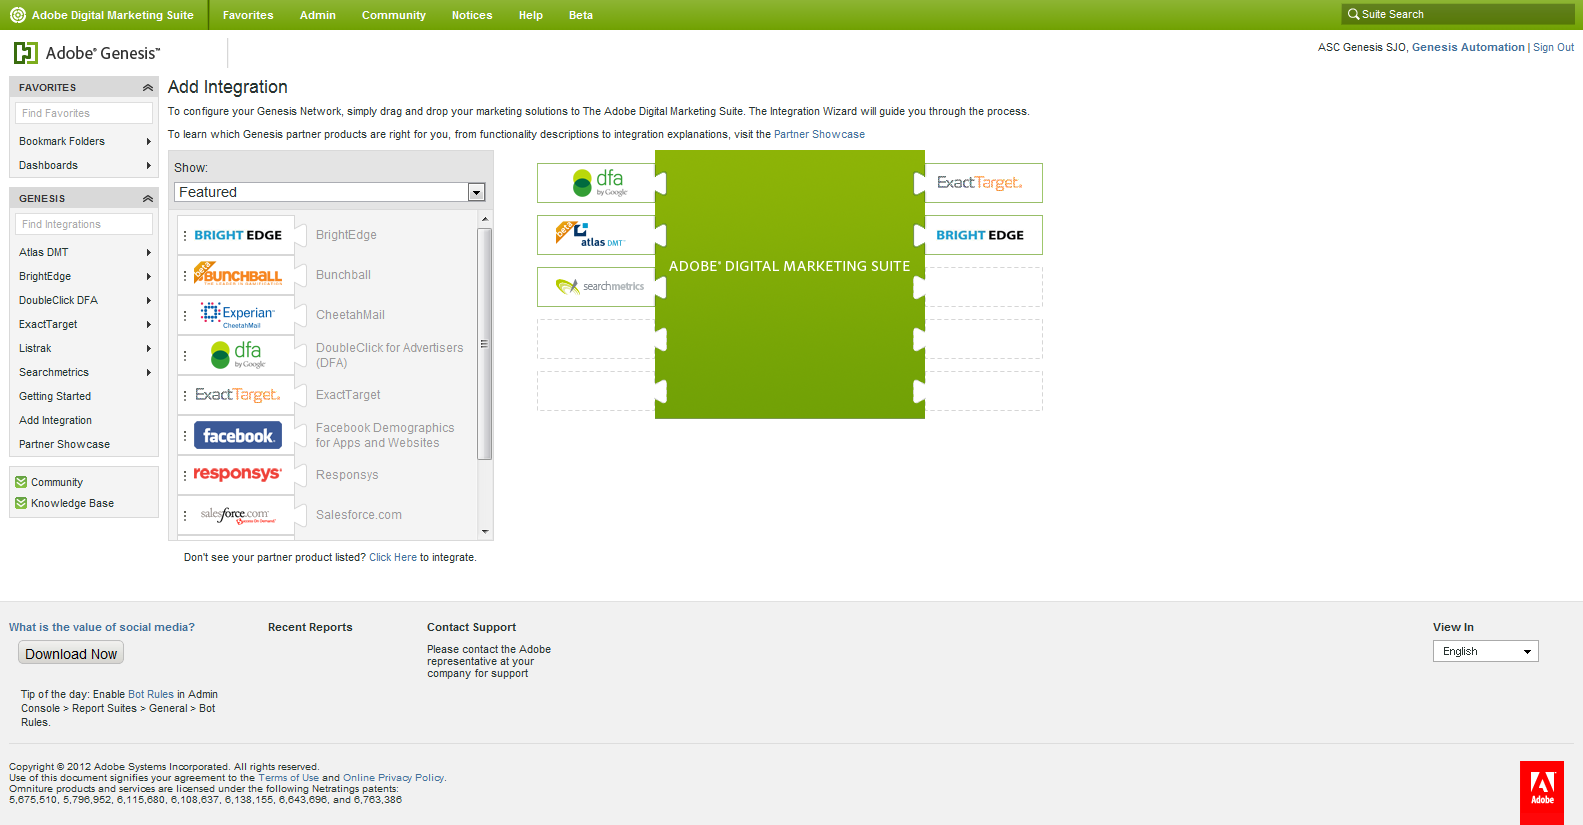 Adobe Digital Marketing Suite
Favorites
Admin
Community
Notices
Help
Beta
Suite Search
Adobe® Genesis™
ASC Genesis SJO, Genesis Automation | Sign Out
FAVORITES
Find Favorites
Bookmark Folders
Dashboards
GENESIS
Find Integrations
Atlas DMT
BrightEdge
DoubleClick DFA
ExactTarget
Listrak
Searchmetrics
Getting Started
Add Integration
Partner Showcase
Community
Knowledge Base
Add Integration
To configure your Genesis Network, simply drag and drop your marketing solutions to The Adobe Digital Marketing Suite. The Integration Wizard will guide you through the process.
To learn which Genesis partner products are right for you, from functionality descriptions to integration explanations, visit the Partner Showcase
Show:
Featured
BRIGHT EDGE
BrightEdge
beta
BUNCHBALL
THE LEADER IN GAMIFICATION
Bunchball
Experian™
CheetahMail
CheetahMail
dfa
by Google
DoubleClick for Advertisers
(DFA)
ExactTarget.
ExactTarget
facebook.
Facebook Demographics
for Apps and Websites
responsys®
Responsys
salesforce.com®
Success On Demand™
Salesforce.com
Don't see your partner product listed? Click Here to integrate.
dfa
by Google
beta
atlas DMT™
searchmetrics
ADOBE® DIGITAL MARKETING SUITE
ExactTarget.
BRIGHT EDGE
What is the value of social media?
Download Now
Tip of the day: Enable Bot Rules in Admin
Console > Report Suites > General > Bot
Rules.
Recent Reports
Contact Support
Please contact the Adobe
representative at your
company for support
View In
English
Copyright © 2012 Adobe Systems Incorporated. All rights reserved.
Use of this document signifies your agreement to the Terms of Use and Online Privacy Policy.
Omniture products and services are licensed under the following Netratings patents:
5,675,510, 5,796,952, 6,115,680, 6,108,637, 6,138,155, 6,643,696, and 6,763,386
Adobe